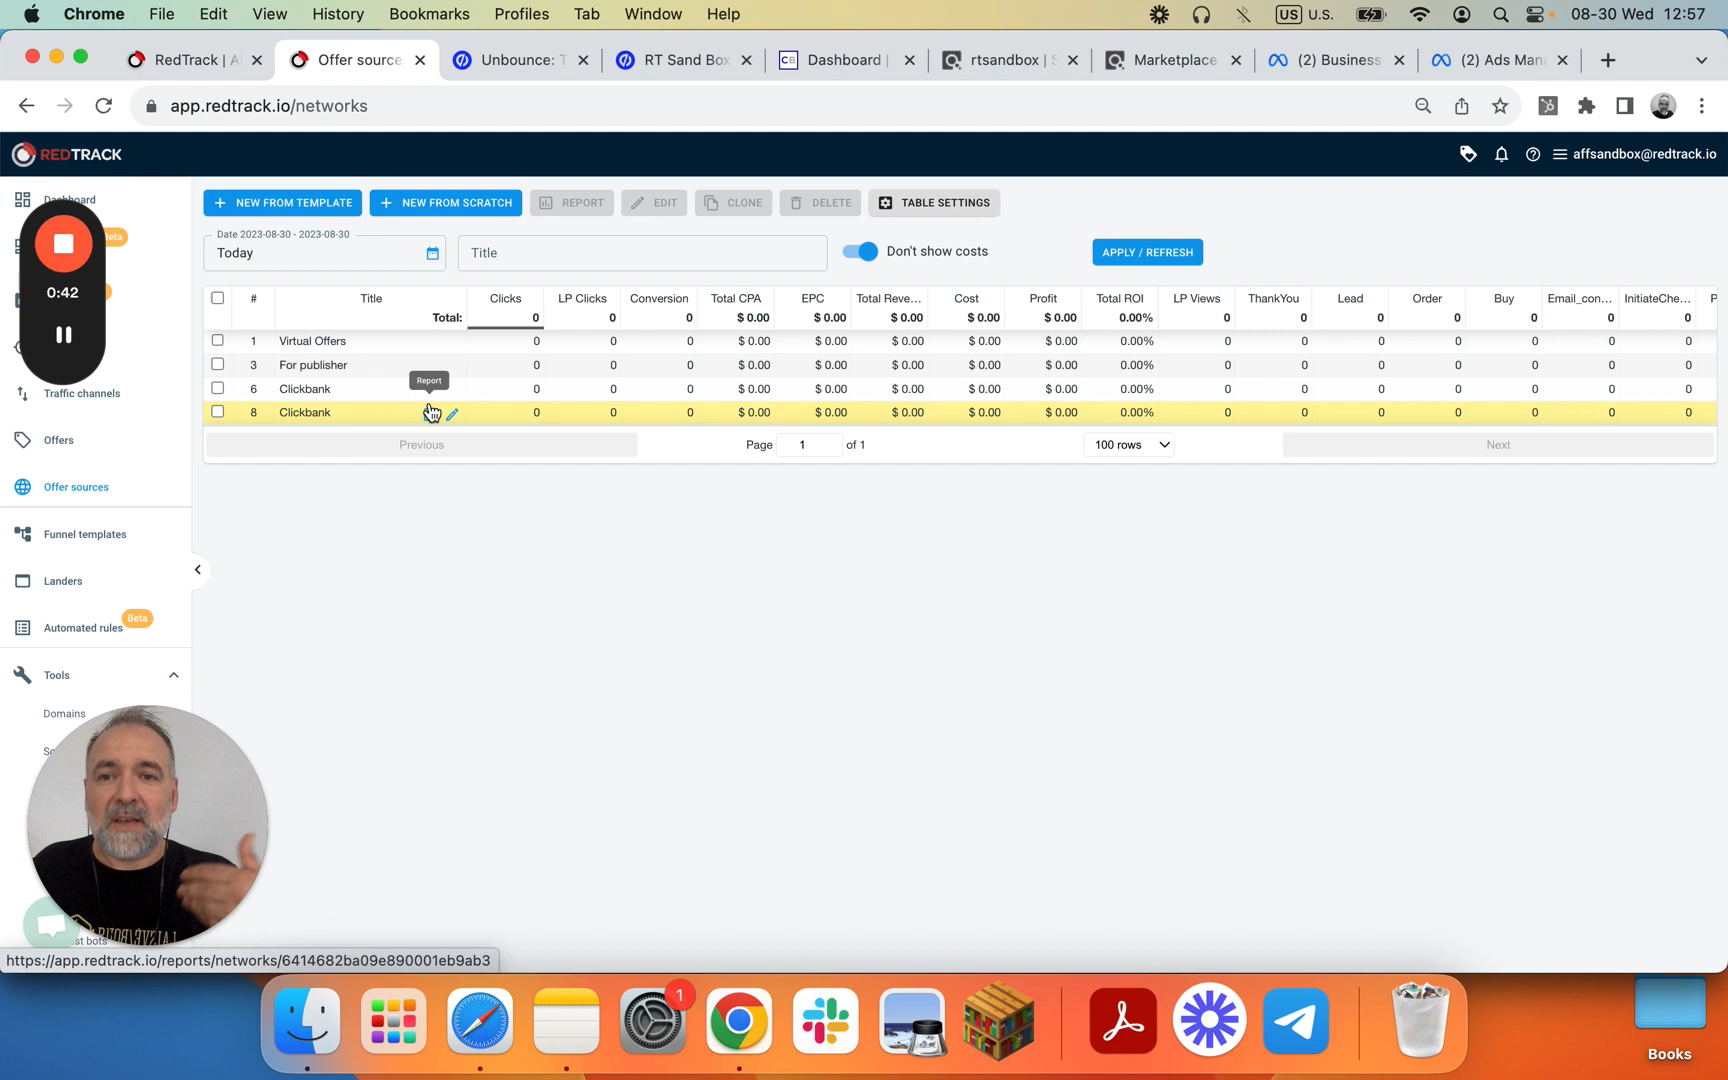 Chrome File Edit View History Bookmarks Profiles Tab Window Help US U.S. 08-30 Wed 12:57
RedTrack | A Offer source Unbounce: T RT Sand Box CB Dashboard | rtsandbox | S Marketplace (2) Business (2) Ads Man
app.redtrack.io/networks
REDTRACK affsandbox@redtrack.io
Dashboard
Beta
0:42
Traffic channels
Offers
Offer sources
Funnel templates
Landers
Automated rules Beta
Tools
Domains
st bots
NEW FROM TEMPLATE NEW FROM SCRATCH REPORT EDIT CLONE DELETE TABLE SETTINGS
Date 2023-08-30 - 2023-08-30
Today Title Don't show costs APPLY / REFRESH
# Title Clicks LP Clicks Conversion Total CPA EPC Total Reve... Cost Profit Total ROI LP Views ThankYou Lead Order Buy Email_con... InitiateChe... P
Total: 0 0 0 $ 0.00 $ 0.00 $ 0.00 $ 0.00 $ 0.00 0.00% 0 0 0 0 0 0 0
1 Virtual Offers 0 0 0 $ 0.00 $ 0.00 $ 0.00 $ 0.00 $ 0.00 0.00% 0 0 0 0 0 0 0
3 For publisher 0 0 0 $ 0.00 $ 0.00 $ 0.00 $ 0.00 $ 0.00 0.00% 0 0 0 0 0 0 0
6 Clickbank 0 0 0 $ 0.00 $ 0.00 $ 0.00 $ 0.00 $ 0.00 0.00% 0 0 0 0 0 0 0
Report
8 Clickbank 0 0 0 $ 0.00 $ 0.00 $ 0.00 $ 0.00 $ 0.00 0.00% 0 0 0 0 0 0 0
Previous Page 1 of 1 100 rows Next
https://app.redtrack.io/reports/networks/6414682ba09e890001eb9ab3
1
Books